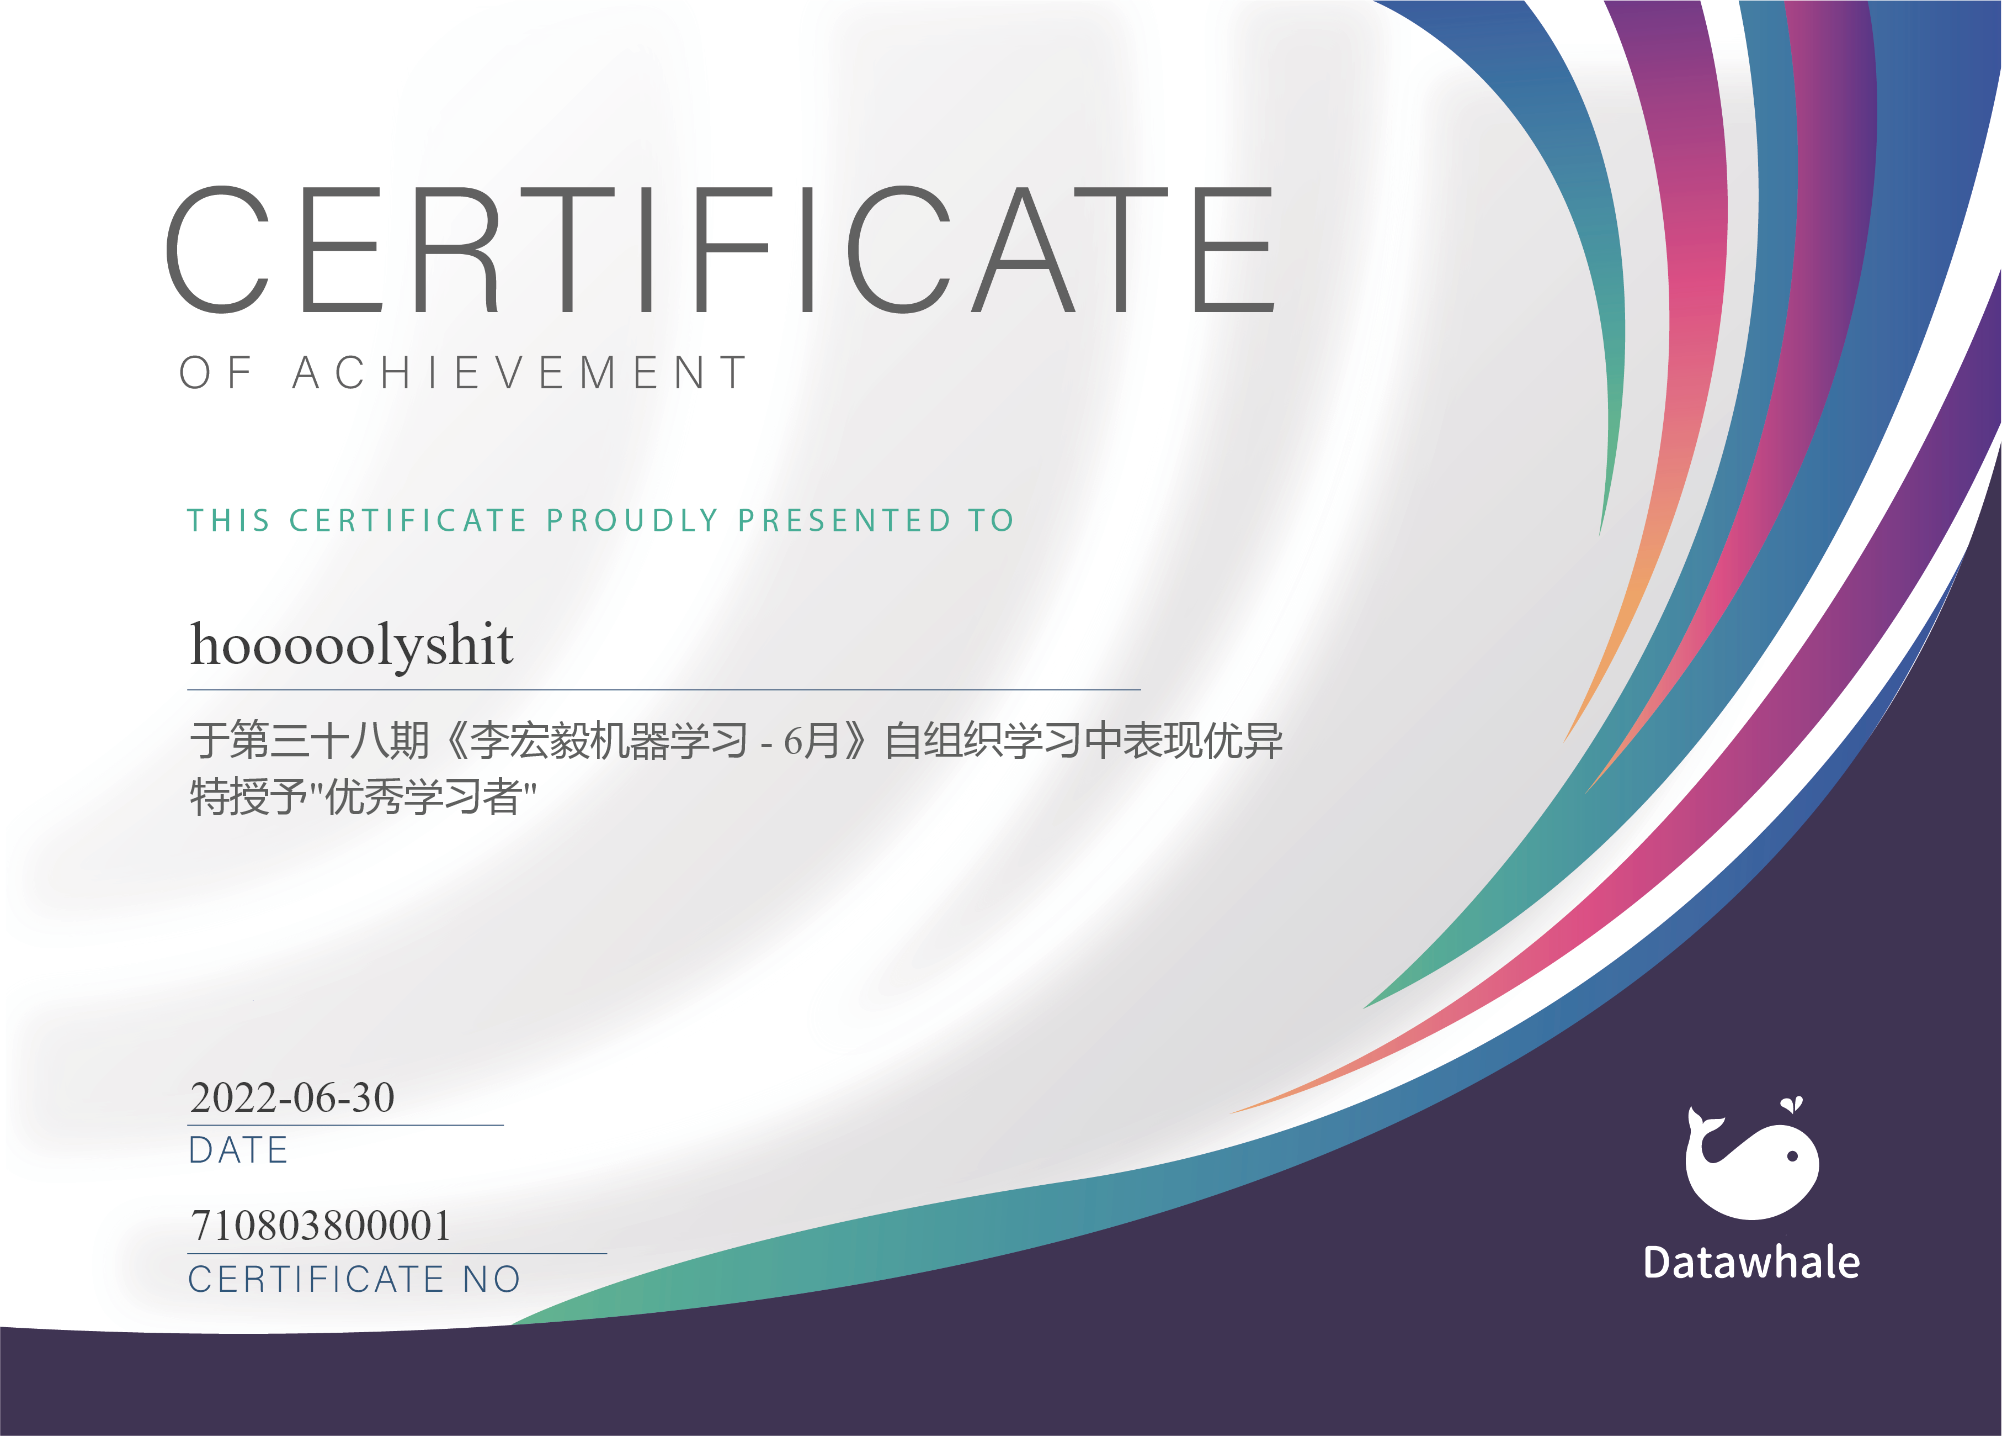 CERTIFICATE
OF ACHIEVEMENT
THIS CERTIFICATE PROUDLY PRESENTED TO
hooooolyshit
于第三十八期《李宏毅机器学习 - 6月》自组织学习中表现优异
特授予"优秀学习者"
2022-06-30
DATE
710803800001
CERTIFICATE NO
Datawhale